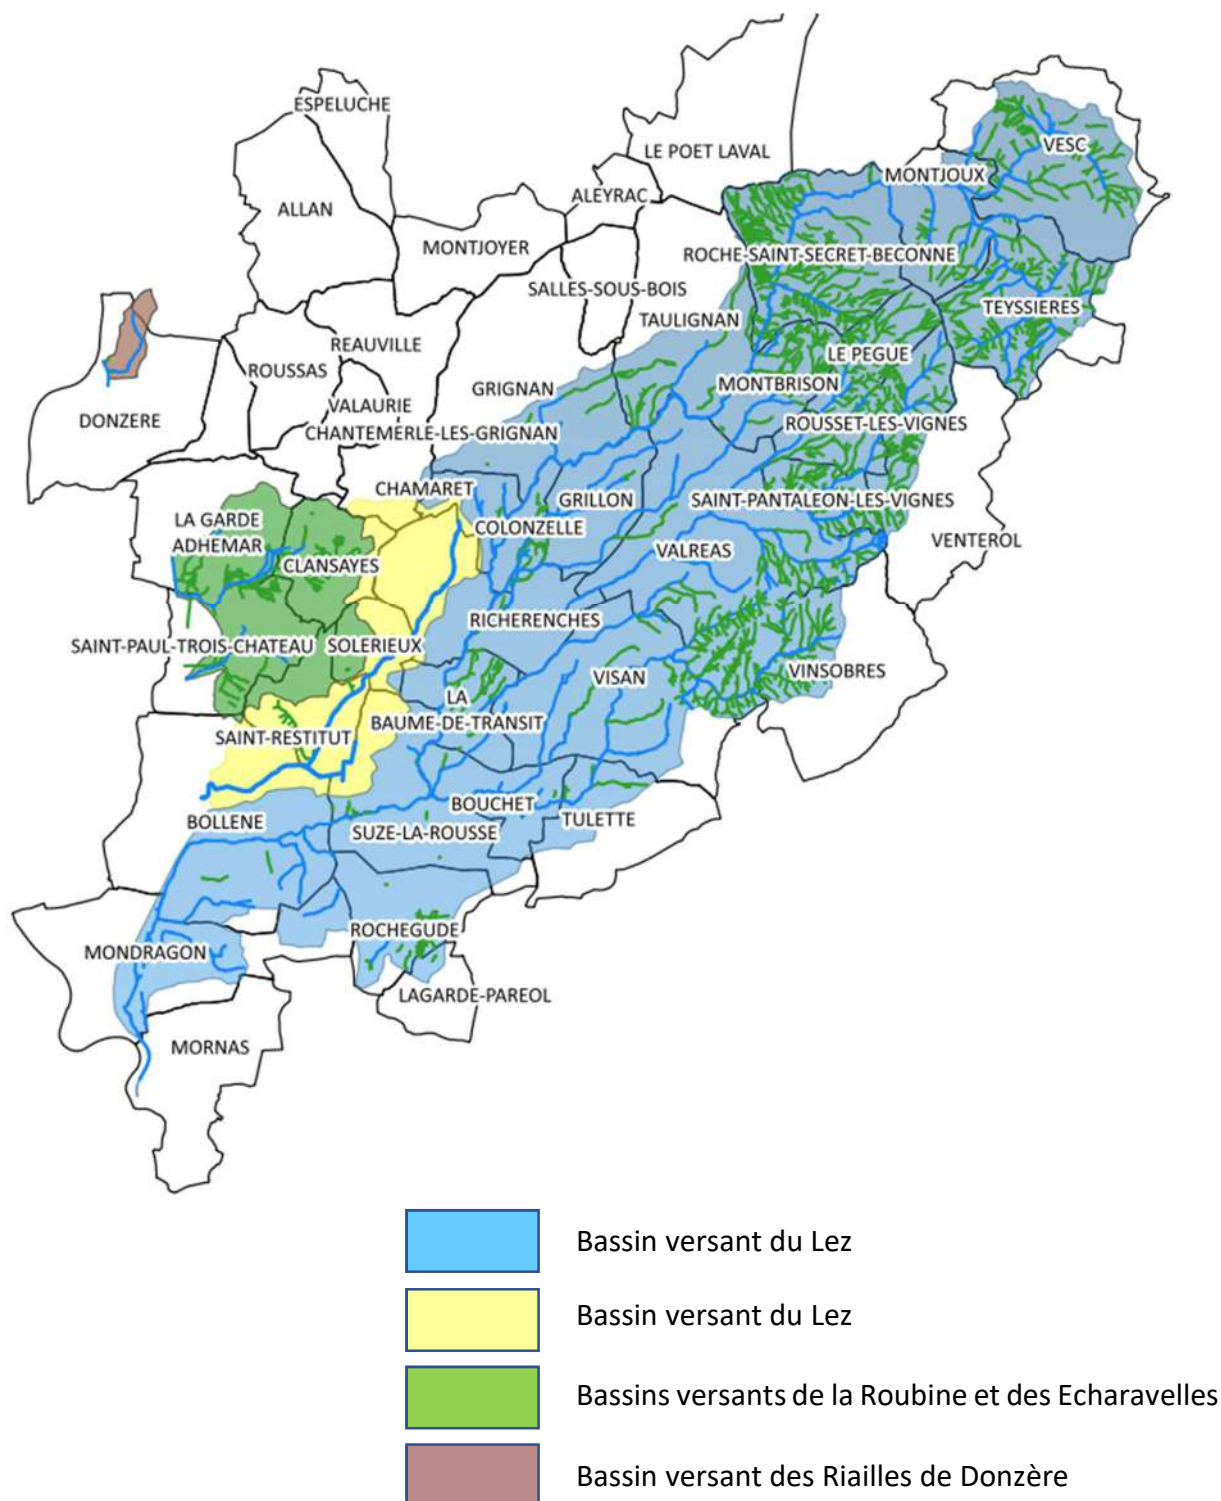 ESPELUCHE
LE POET LAVAL
VESC
MONTJOUX
ALEYRAC
ALLAN
MONTJOYER
ROCHE-SAINT-SECRET-BECONNE
SALLES-SOUS-BOIS
TEYSSIERES
TAULIGNAN
REAUVILLE
LE PEGUE
ROUSSAS
MONTBRISON
GRIGNAN
VALAURIE
DONZERE
ROUSSET-LES-VIGNES
CHANTEMERLE-LES-GRIGNAN
CHAMARET
GRILLON
SAINT-PANTALEON-LES-VIGNES
LA GARDE
ADHEMAR
COLONZELLE
VENTEROL
VALREAS
CLANSAYES
RICHERENCHES
SAINT-PAUL-TROIS-CHATEAU
SOLERIEUX
VINSOBRES
VISAN
LA
BAUME-DE-TRANSIT
SAINT-RESTITUT
BOUCHET
BOLLENE
TULETTE
SUZE-LA-ROUSSE
ROCHEGUDE
MONDRAGON
LAGARDE-PAREOL
MORNAS
Bassin versant du Lez
Bassin versant du Lez
Bassins versants de la Roubine et des Echaravelles
Bassin versant des Riailles de Donzère